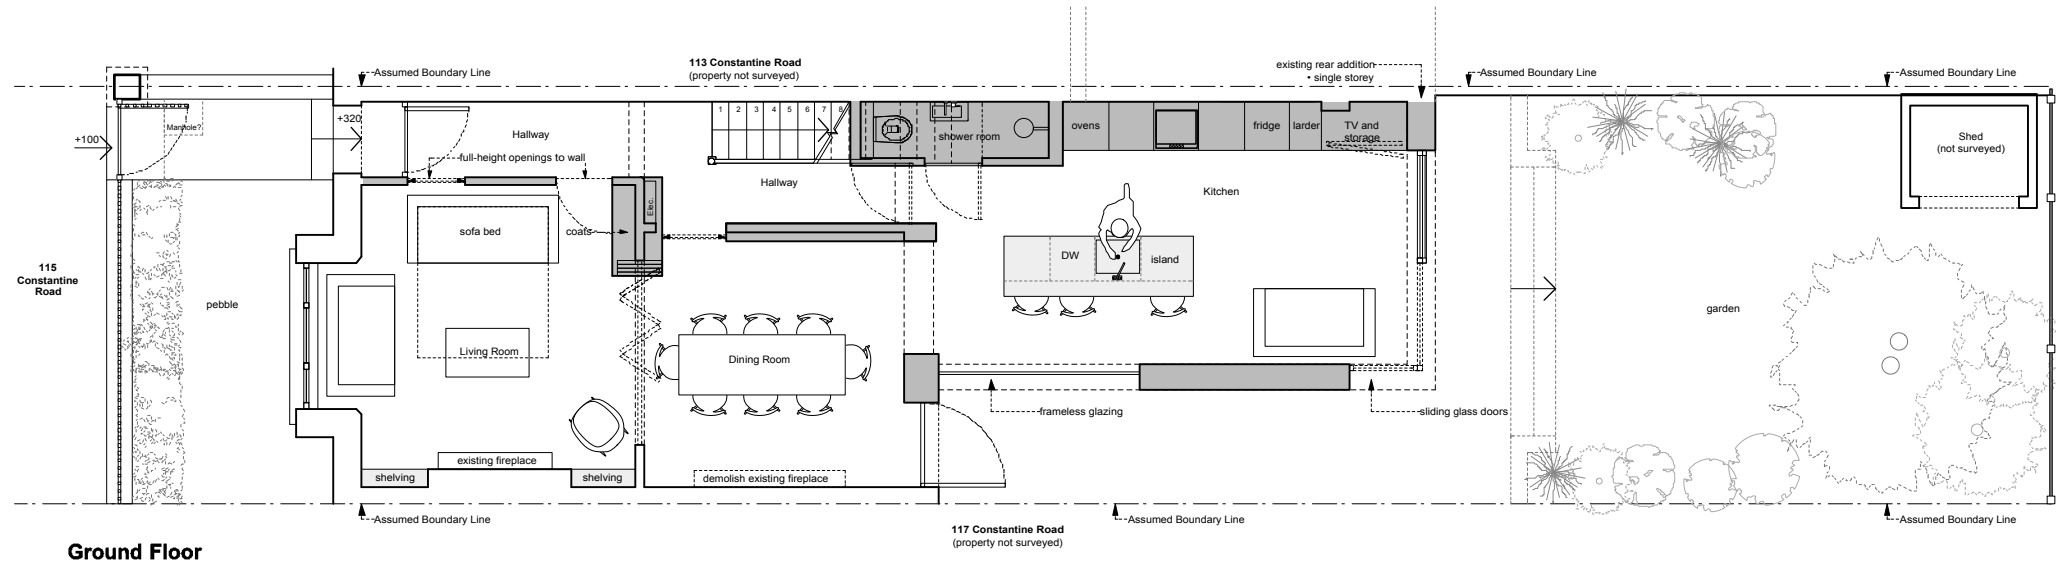 113 Constantine Road
(property not surveyed)
existing rear addition
• single storey
Assumed Boundary Line
Assumed Boundary Line
Assumed Boundary Line
+100
Manhole?
+320
Hallway
full-height openings to wall
1 2 3 4 5 6 7 8
Hallway
shower room
ovens
fridge
larder
TV and
storage
Shed
(not surveyed)
Kitchen
Elec.
sofa bed
coats
DW
island
115
Constantine
Road
pebble
garden
Living Room
Dining Room
frameless glazing
sliding glass doors
existing fireplace
shelving
shelving
demolish existing fireplace
Assumed Boundary Line
117 Constantine Road
(property not surveyed)
Assumed Boundary Line
Assumed Boundary Line
Ground Floor